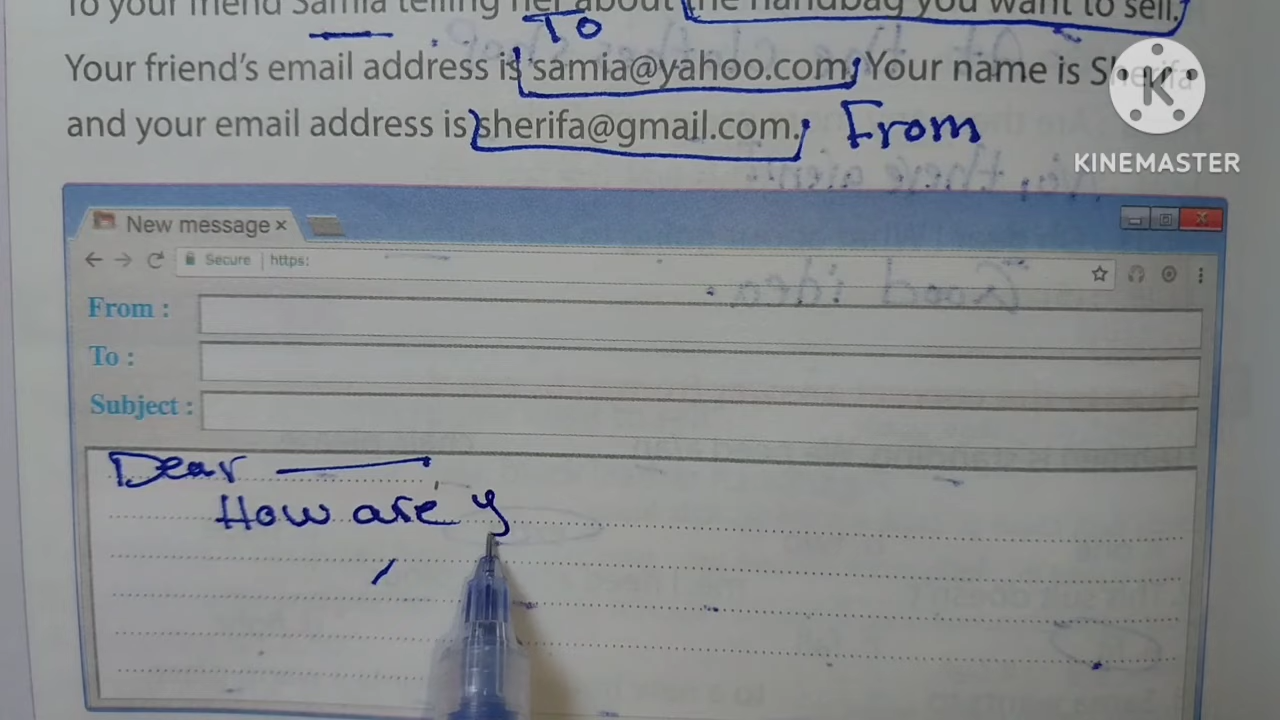 To your friend Samia telling her about the handbag you want to sell.
To
Your friend's email address is samia@yahoo.com. Your name is Sherifa
and your email address is sherifa@gmail.com. From
KINEMASTER
New message ×
Secure | https:
From :
To :
Subject :
Dear
How are y